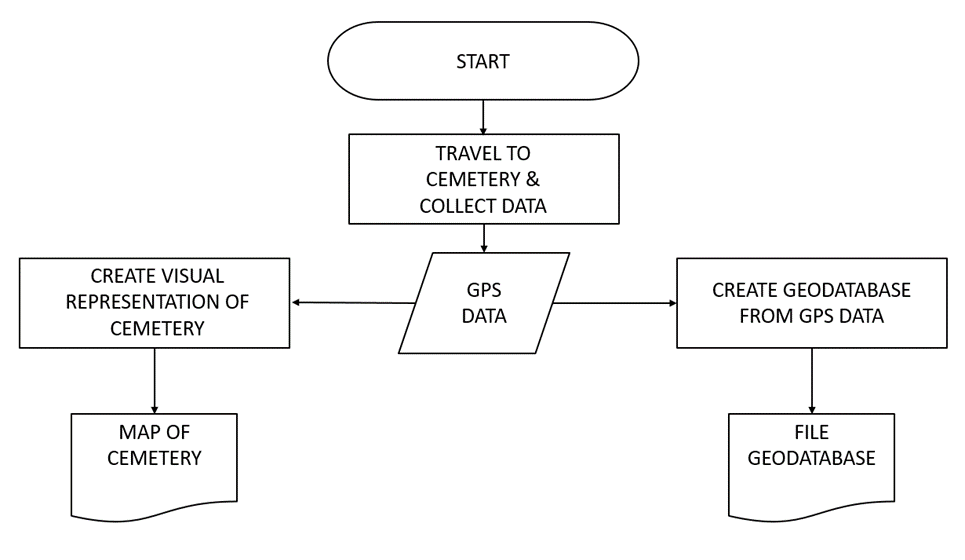 START
TRAVEL TO
CEMETERY &
COLLECT DATA
CREATE VISUAL
REPRESENTATION OF
CEMETERY
GPS
DATA
CREATE GEODATABASE
FROM GPS DATA
MAP OF
CEMETERY
FILE
GEODATABASE